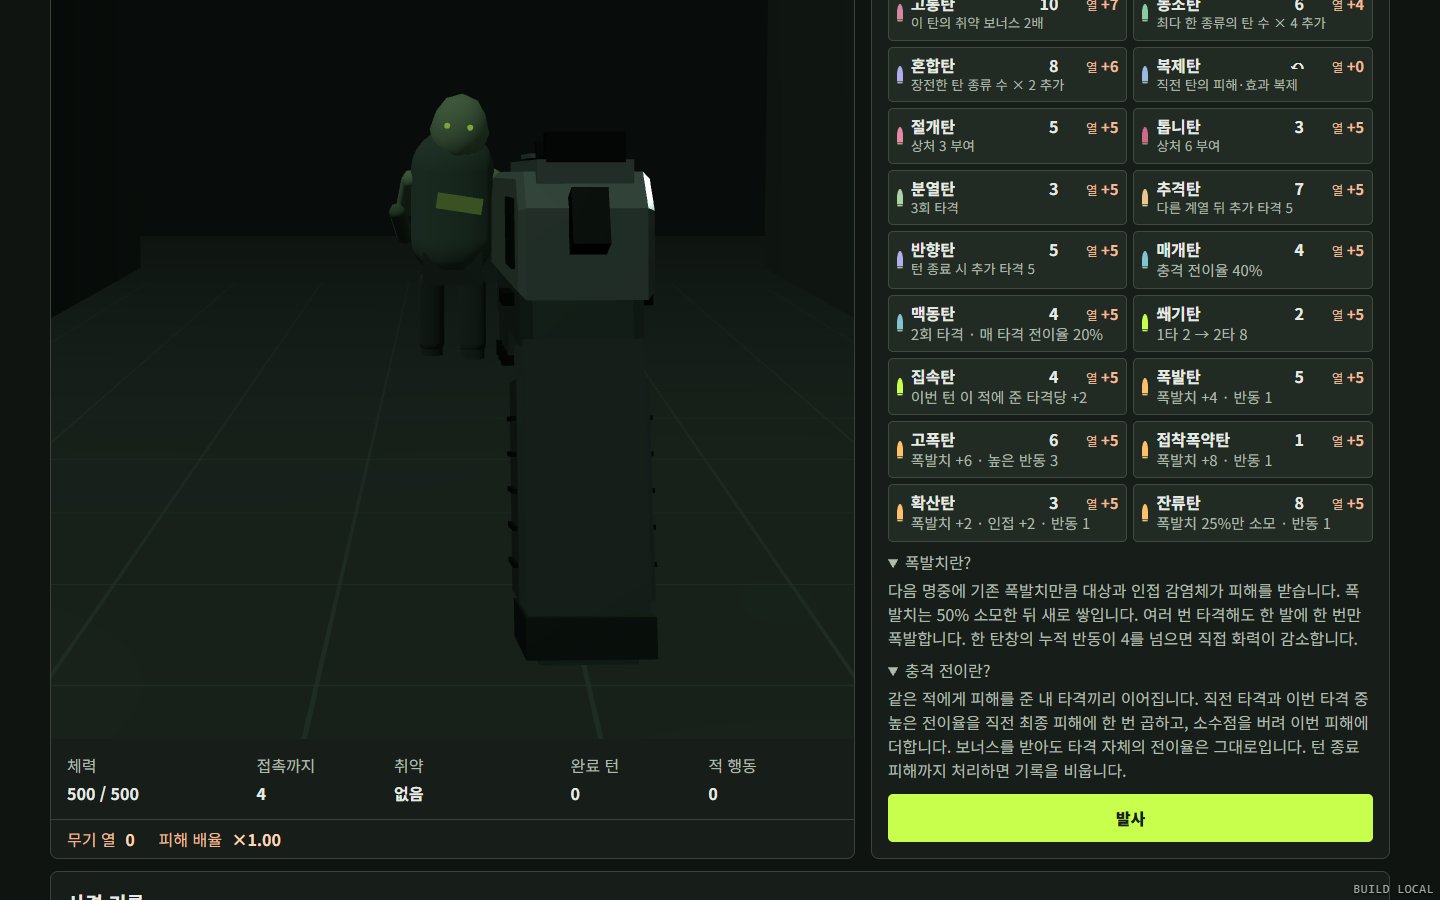 고통탄 10 열 +7
이 탄의 취약 보너스 2배
동조탄 6 열 +4
최다 한 종류의 탄 수 × 4 추가
혼합탄 8 열 +6
장전한 탄 종류 수 × 2 추가
복제탄 열 +0
직전 탄의 피해·효과 복제
절개탄 5 열 +5
상처 3 부여
톱니탄 3 열 +5
상처 6 부여
분열탄 3 열 +5
3회 타격
추격탄 7 열 +5
다른 계열 뒤 추가 타격 5
반향탄 5 열 +5
턴 종료 시 추가 타격 5
매개탄 4 열 +5
충격 전이율 40%
맥동탄 4 열 +5
2회 타격 · 매 타격 전이율 20%
쐐기탄 2 열 +5
1타 2 → 2타 8
집속탄 4 열 +5
이번 턴 이 적에 준 타격당 +2
폭발탄 5 열 +5
폭발치 +4 · 반동 1
고폭탄 6 열 +5
폭발치 +6 · 높은 반동 3
접착폭약탄 1 열 +5
폭발치 +8 · 반동 1
확산탄 3 열 +5
폭발치 +2 · 인접 +2 · 반동 1
잔류탄 8 열 +5
폭발치 25%만 소모 · 반동 1
▼ 폭발치란?
다음 명중에 기존 폭발치만큼 대상과 인접 감염체가 피해를 받습니다. 폭
발치는 50% 소모한 뒤 새로 쌓입니다. 여러 번 타격해도 한 발에 한 번만
폭발합니다. 한 탄창의 누적 반동이 4를 넘으면 직접 화력이 감소합니다.
▼ 충격 전이란?
같은 적에게 피해를 준 내 타격끼리 이어집니다. 직전 타격과 이번 타격 중
높은 전이율을 직전 최종 피해에 한 번 곱하고, 소수점을 버려 이번 피해에
더합니다. 보너스를 받아도 타격 자체의 전이율은 그대로입니다. 턴 종료
피해까지 처리하면 기록을 비웁니다.
발사
체력 접촉까지 취약 완료 턴 적 행동
500 / 500 4 없음 0 0
무기 열 0 피해 배율 ×1.00
BUILD LOCAL